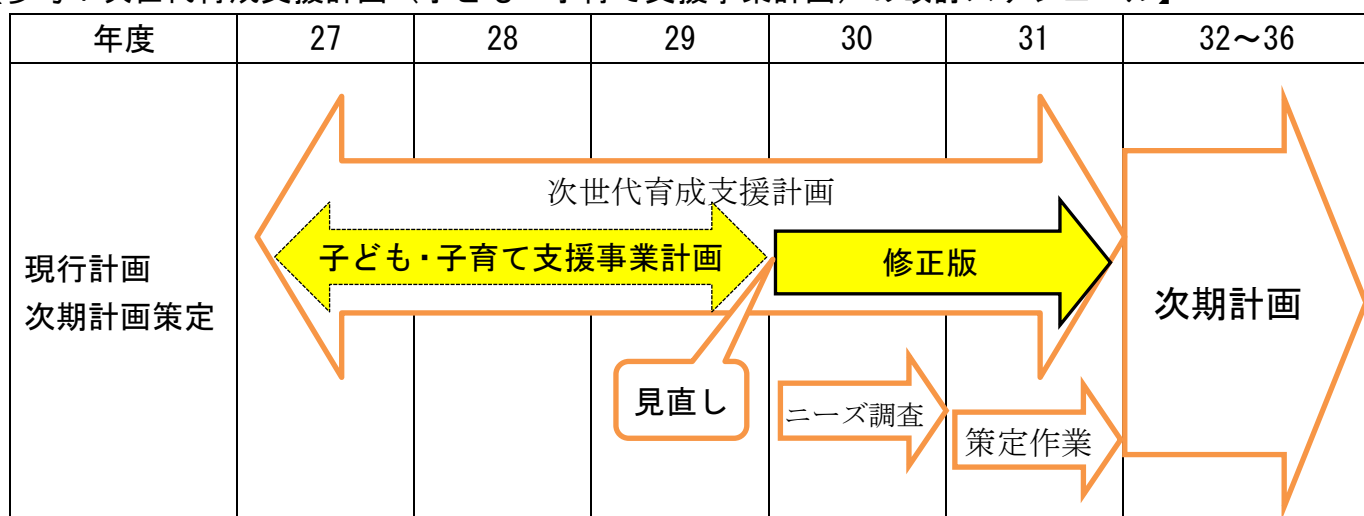 年度 27 28 29 30 31 32～36
次世代育成支援計画
子ども・子育て支援事業計画 修正版
現行計画
次期計画策定
次期計画
見直し
ニーズ調査
策定作業